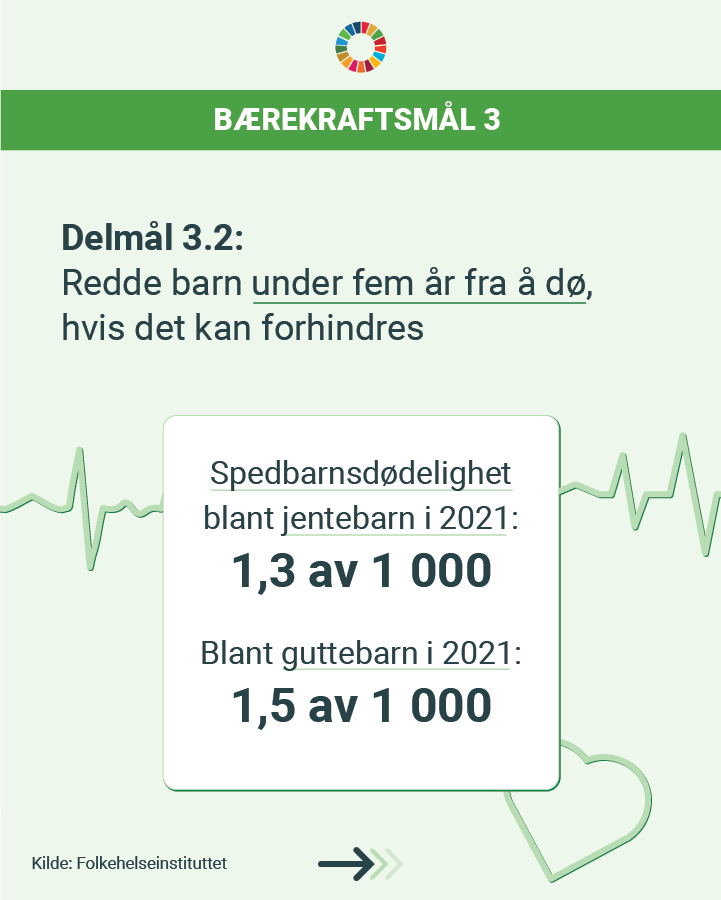 BÆREKRAFTSMÅL 3
Delmål 3.2:
Redde barn under fem år fra å dø,
hvis det kan forhindres
Spedbarnsdødelighet
blant jentebarn i 2021:
1,3 av 1 000
Blant guttebarn i 2021:
1,5 av 1 000
Kilde: Folkehelseinstituttet